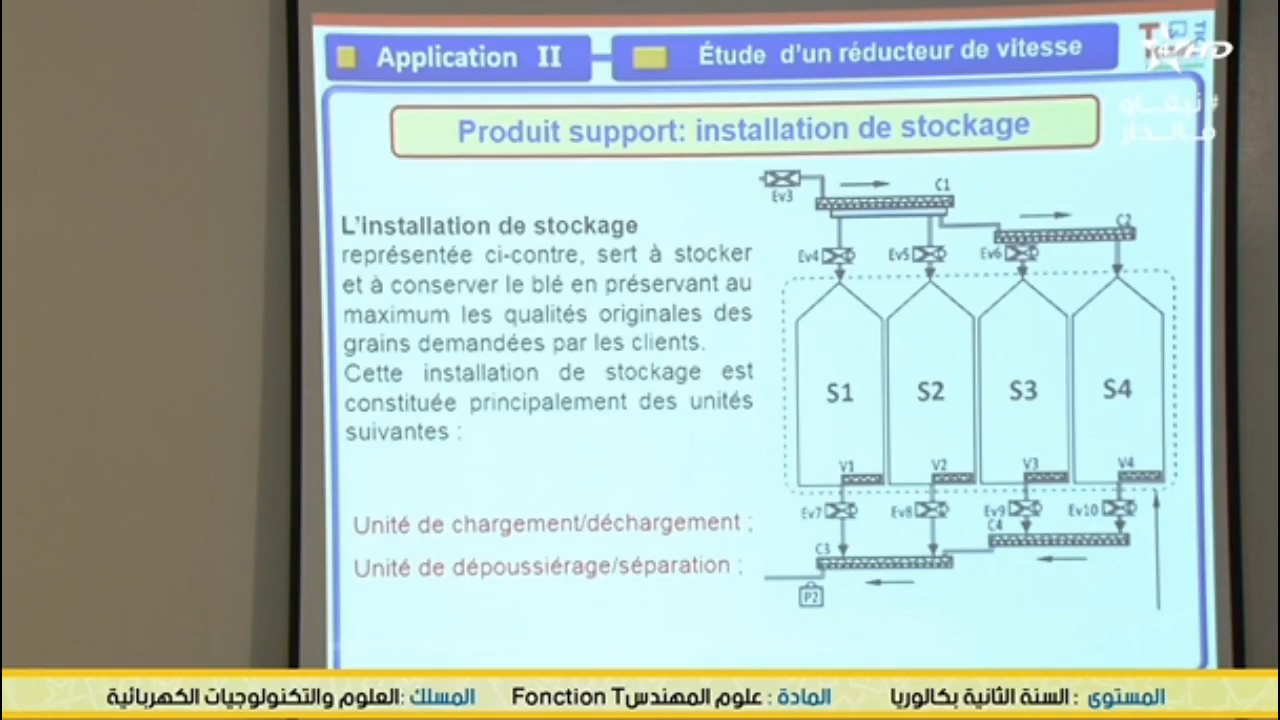 Application II
Étude d'un réducteur de vitesse
HD
#نبقـــاو
فـالـدار
Produit support: installation de stockage
L'installation de stockage
représentée ci-contre, sert à stocker
et à conserver le blé en préservant au
maximum les qualités originales des
grains demandées par les clients.
Cette installation de stockage est
constituée principalement des unités
suivantes :
Unité de chargement/déchargement ;
Unité de dépoussiérage/séparation ;
Ev3
C1
C2
Ev4
Ev5
Ev6
S1
S2
S3
S4
V1
V2
V3
V4
Ev7
Ev8
Ev9
Ev10
C4
C3
P2
المستوى : السنة الثانية بكالوريا
المادة : علوم المهندس Fonction T
المسلك :العلوم والتكنولوجيات الكهربائية